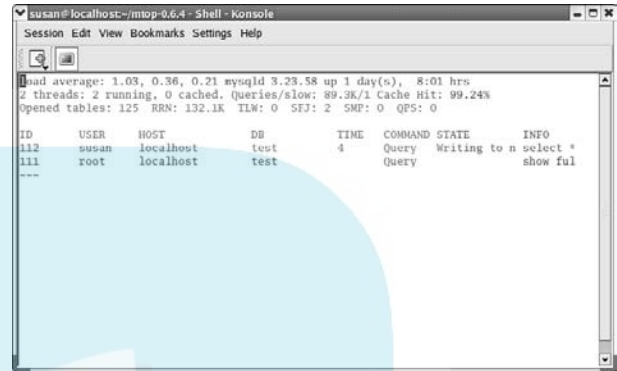 susan@localhost:~/mtop-0.6.4 - Shell - Konsole
Session Edit View Bookmarks Settings Help
load average: 1.03, 0.36, 0.21 mysqld 3.23.58 up 1 day(s), 8:01 hrs
2 threads: 2 running, 0 cached. Queries/slow: 89.3K/1 Cache Hit: 99.24%
Opened tables: 125 RRN: 132.1K TLW: 0 SFJ: 2 SMP: 0 QPS: 0
ID USER HOST DB TIME COMMAND STATE INFO
112 susan localhost test 4 Query Writing to n select *
111 root localhost test Query show ful
---